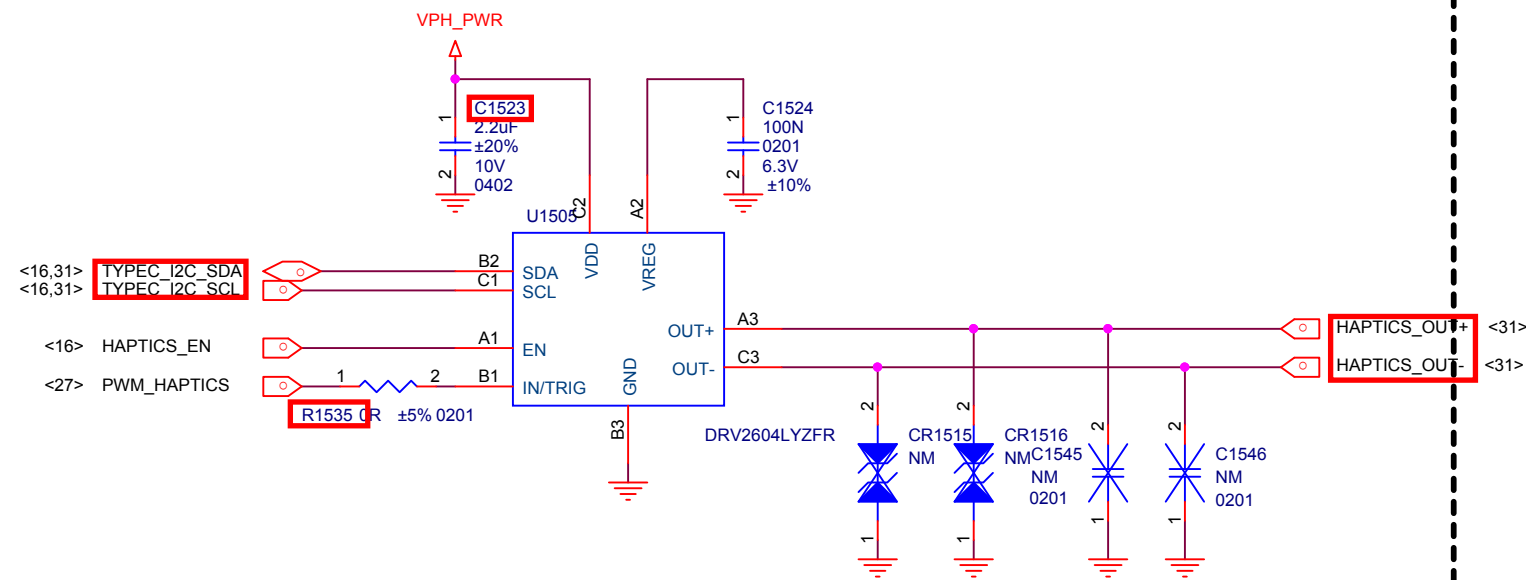 VPH_PWR
C1523
2.2uF
±20%
10V
0402
1
2
C1524
100N
0201
6.3V
±10%
1
2
U1505
C2
A2
VDD
VREG
<16,31> TYPEC_I2C_SDA
B2
SDA
<16,31> TYPEC_I2C_SCL
C1
SCL
<16> HAPTICS_EN
A1
EN
<27> PWM_HAPTICS
1
2
B1
IN/TRIG
R1535 0R ±5% 0201
GND
B3
OUT+
A3
HAPTICS_OUT+ <31>
OUT-
C3
HAPTICS_OUT- <31>
DRV2604LYZFR
2
CR1515
NM
1
2
CR1516
NM
1
2
C1545
NM
0201
1
2
C1546
NM
0201
1